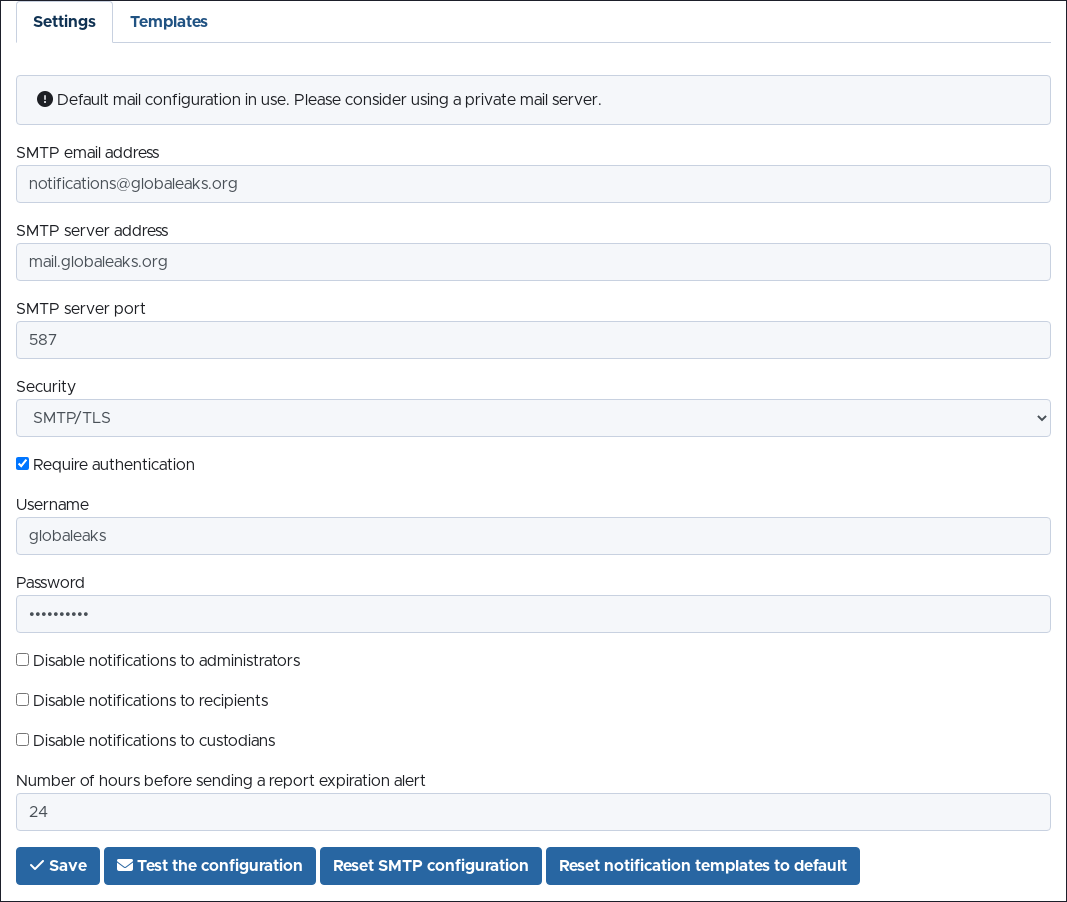 Settings
Templates
Default mail configuration in use. Please consider using a private mail server.
SMTP email address
notifications@globaleaks.org
SMTP server address
mail.globaleaks.org
SMTP server port
587
Security
SMTP/TLS
Require authentication
Username
globaleaks
Password
••••••••••
Disable notifications to administrators
Disable notifications to recipients
Disable notifications to custodians
Number of hours before sending a report expiration alert
24
Save
Test the configuration
Reset SMTP configuration
Reset notification templates to default